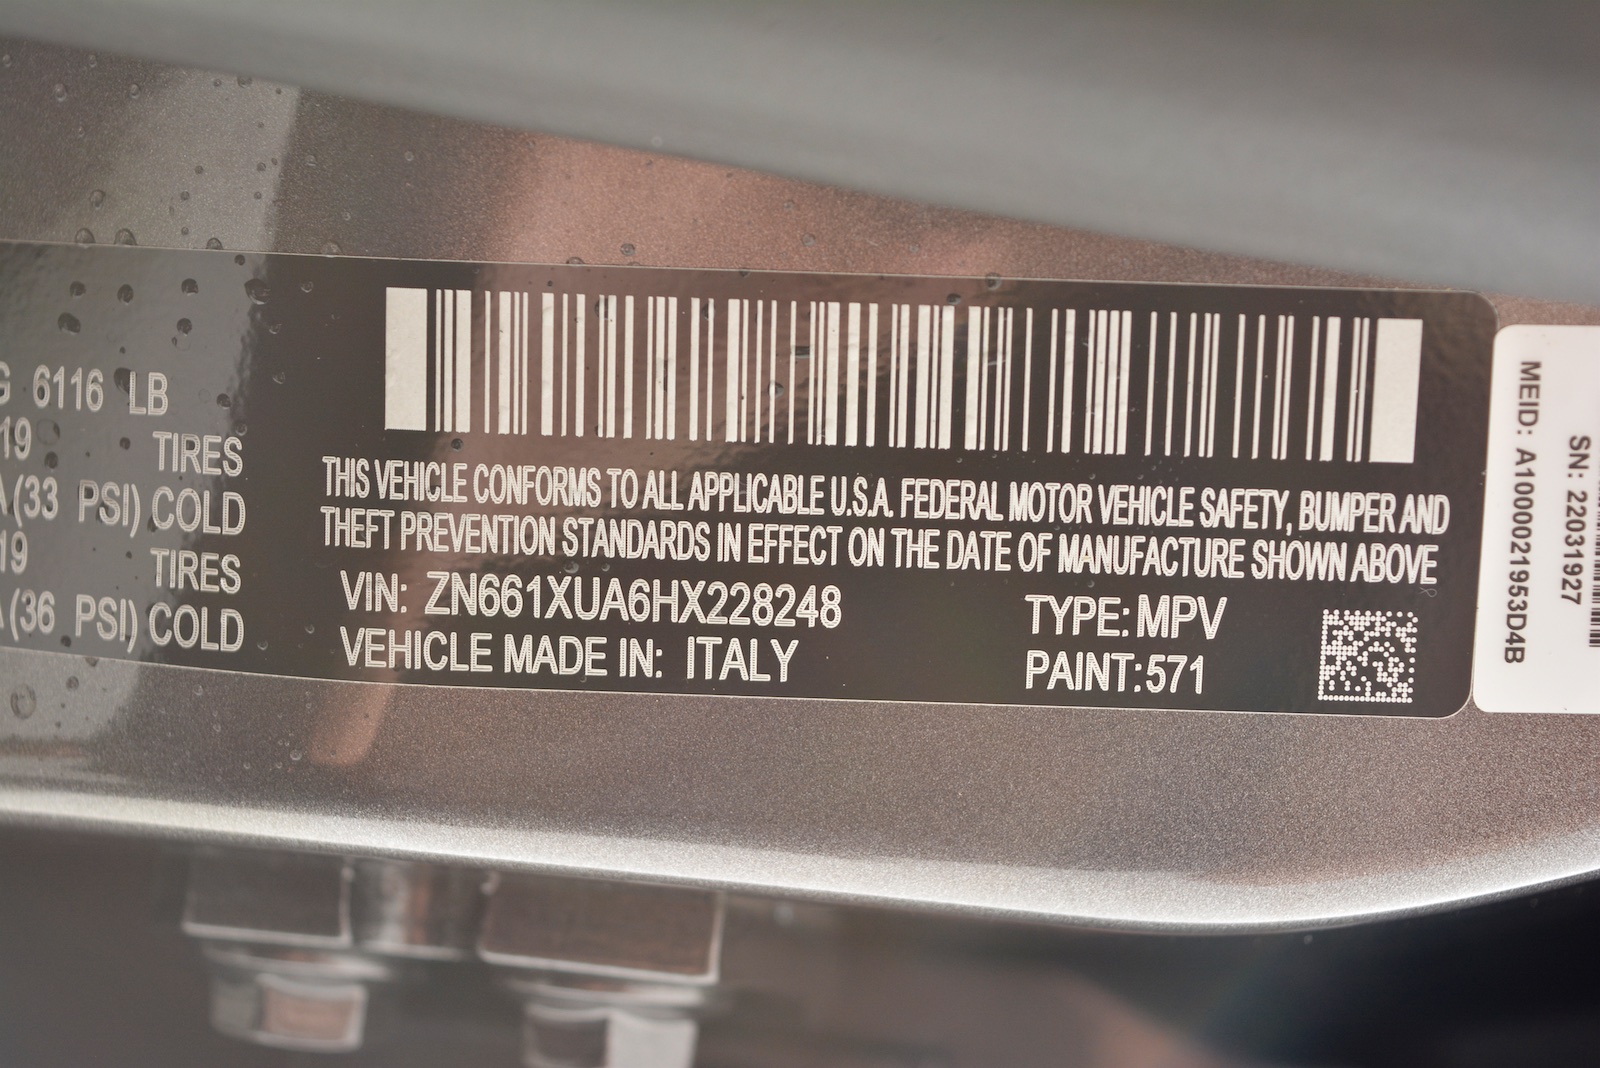 G 6116 LB
19 TIRES
A (33 PSI) COLD
19 TIRES
A (36 PSI) COLD
THIS VEHICLE CONFORMS TO ALL APPLICABLE U.S.A. FEDERAL MOTOR VEHICLE SAFETY, BUMPER AND
THEFT PREVENTION STANDARDS IN EFFECT ON THE DATE OF MANUFACTURE SHOWN ABOVE
VIN: ZN661XUA6HX228248
TYPE: MPV
VEHICLE MADE IN: ITALY
PAINT: 571
MEID: A1000021953D4B
SN: 22031927